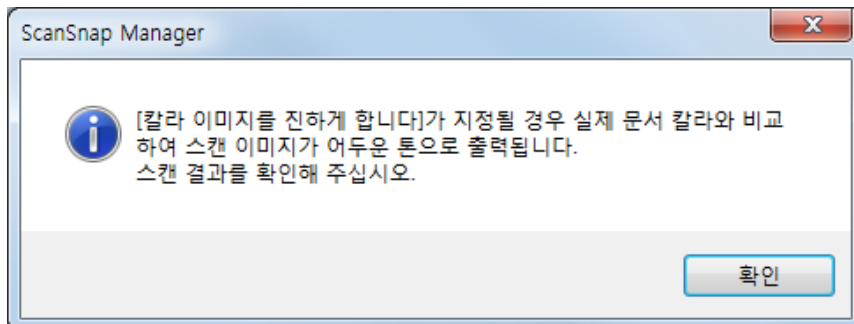 ScanSnap Manager
[칼라 이미지를 진하게 합니다]가 지정될 경우 실제 문서 칼라와 비교
하여 스캔 이미지가 어두운 톤으로 출력됩니다.
스캔 결과를 확인해 주십시오.
확인